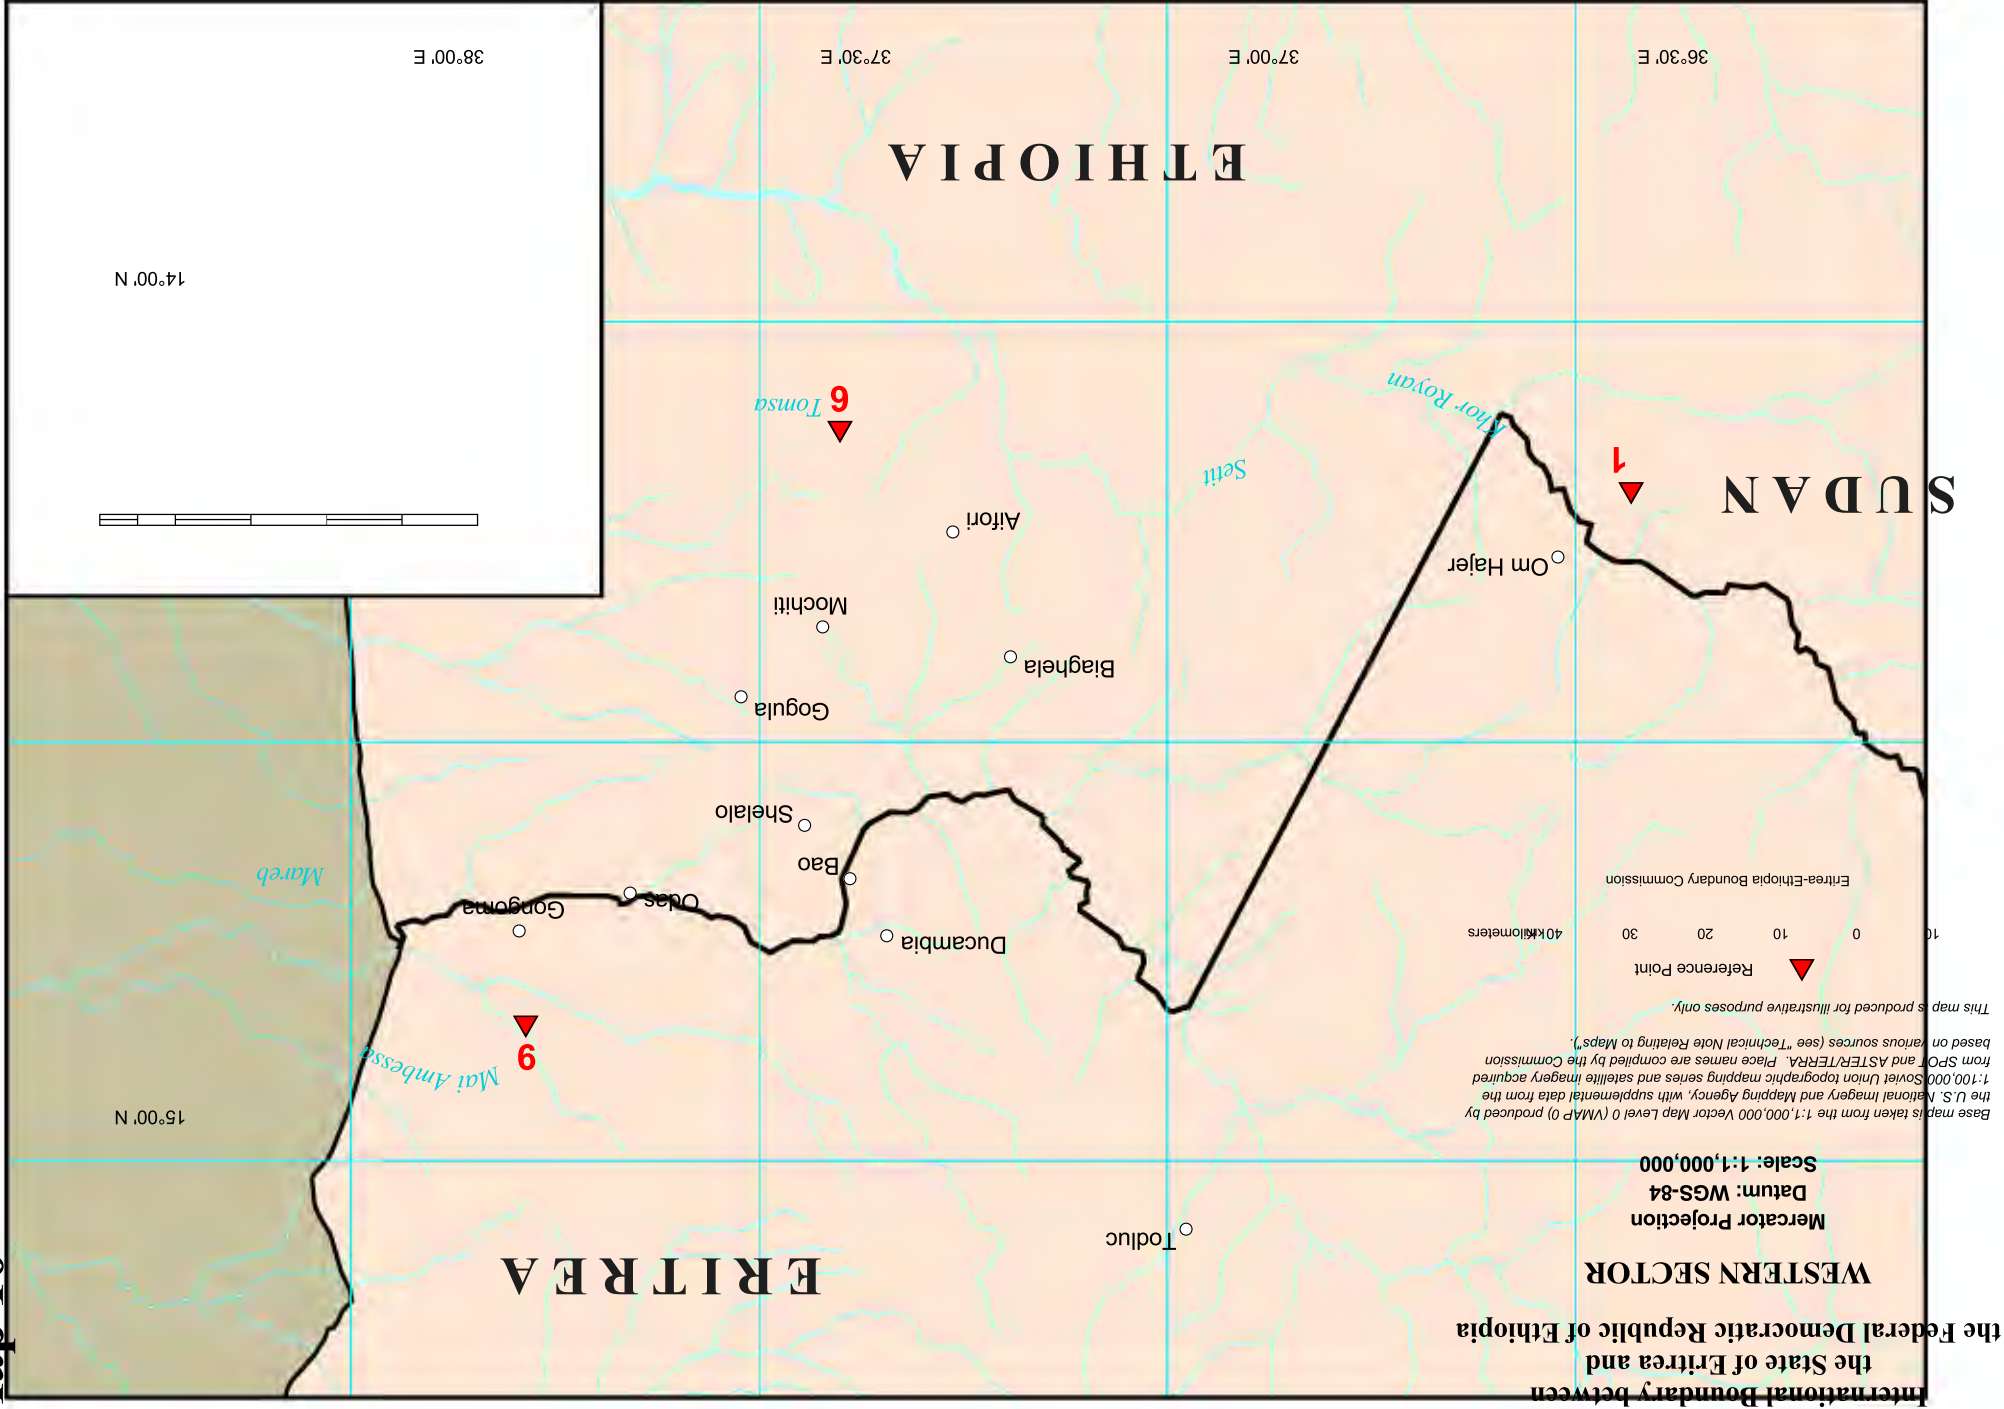 International Boundary between
the State of Eritrea and
the Federal Democratic Republic of Ethiopia
WESTERN SECTOR
Mercator Projection
Datum: WGS-84
Scale: 1:1,000,000
Base map is taken from the 1:1,000,000 Vector Map Level 0 (VMAP 0) produced by
the U.S. National Imagery and Mapping Agency, with supplemental data from the
1:100,000 Soviet Union topographic mapping series and satellite imagery acquired
from SPOT and ASTER/TERRA. Place names are compiled by the Commission
based on various sources (see "Technical Note Relating to Maps").
This map is produced for illustrative purposes only.
Reference Point
10 0 10 20 30 40 kilometers
Eritrea-Ethiopia Boundary Commission
ERITREA
Todluc
15°00' N
Mai Ambessa
9
Ducambia
Gongoma
Odas
Mareb
Bao
Shelalo
Gogula
Biaghela
Mochiti
Om Hajer
Aifori
SUDAN
1
Setit
Khor Royan
Tomsa
6
14°00' N
ETHIOPIA
36°30' E
37°00' E
37°30' E
38°00' E